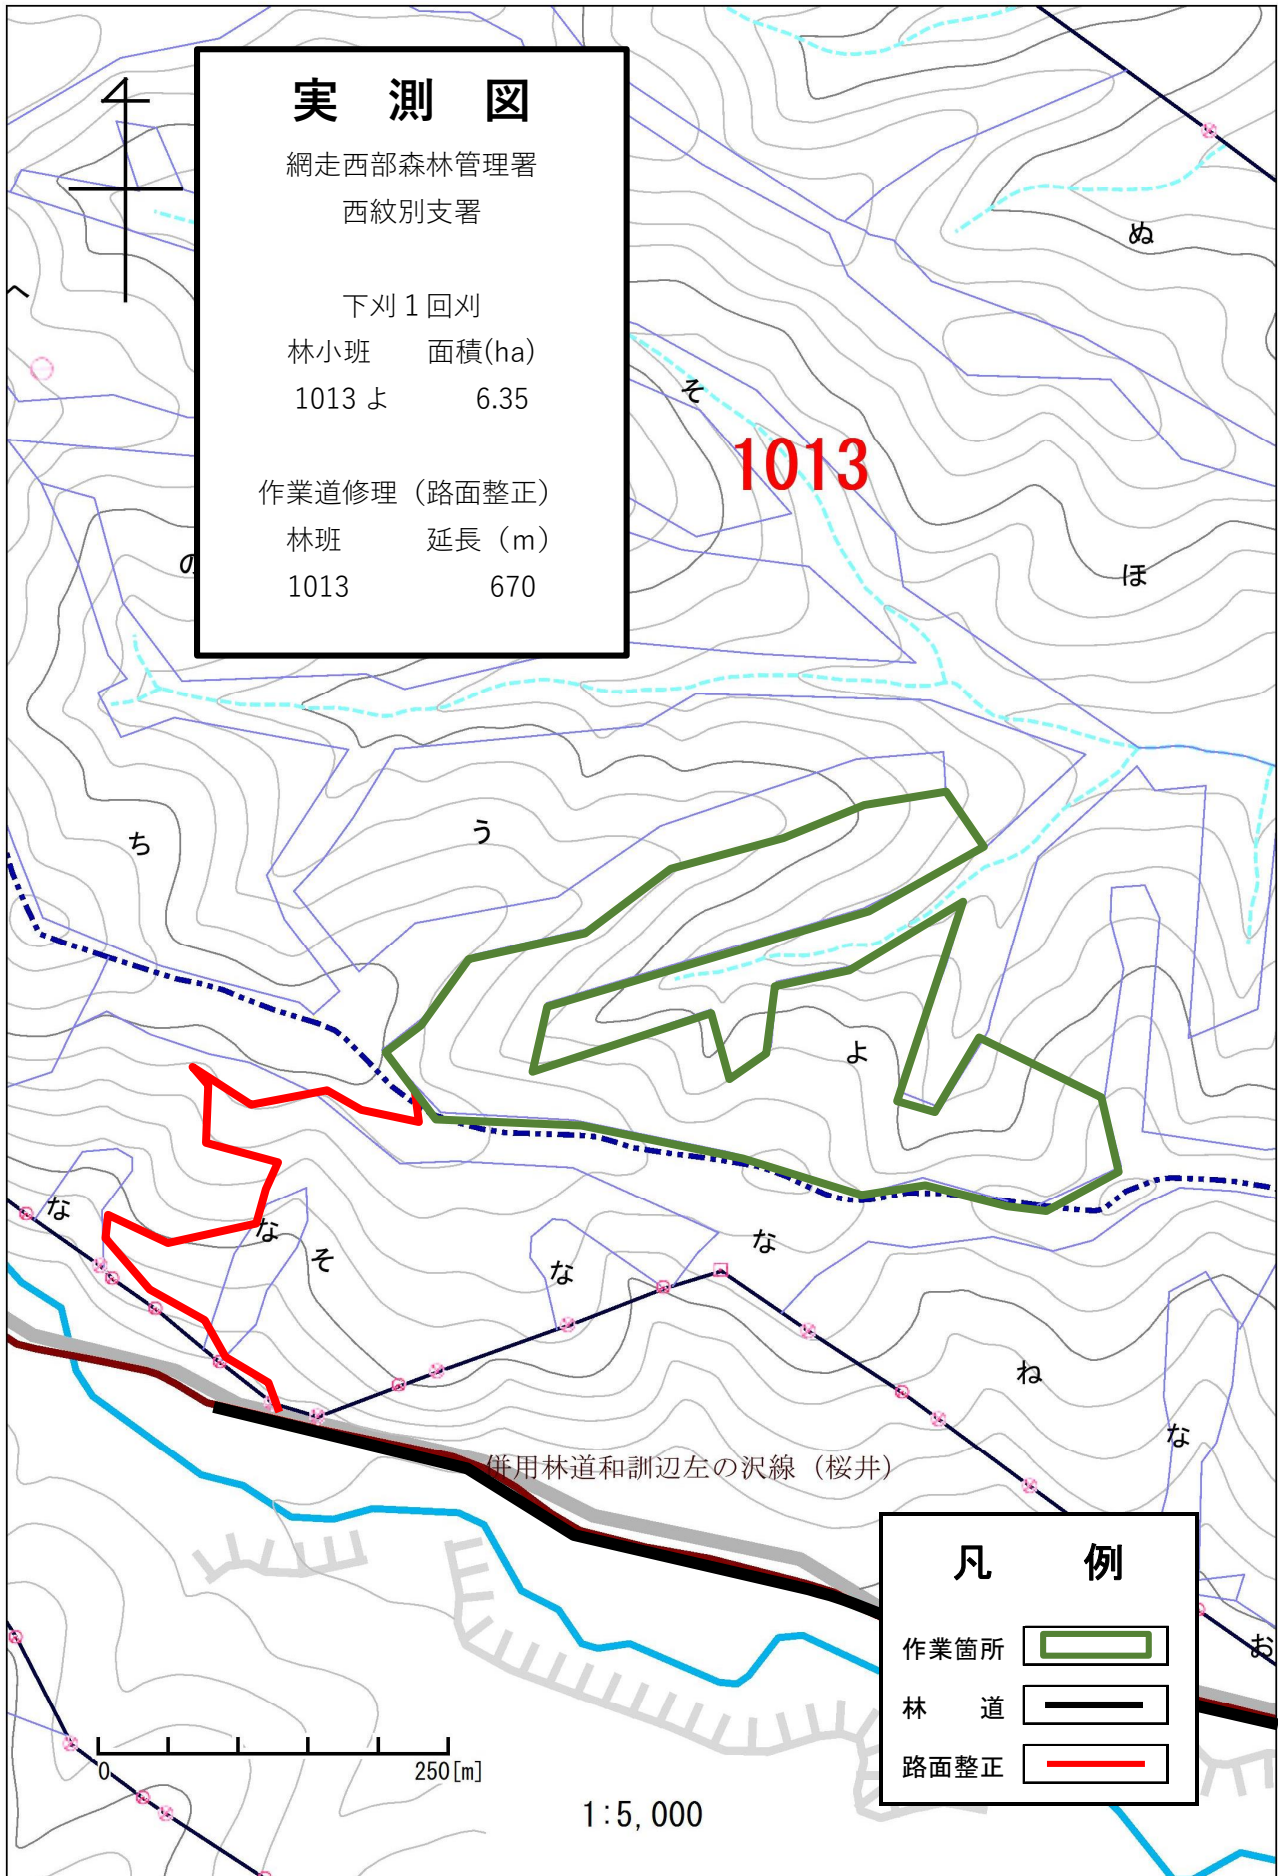 実 測 図
網走西部森林管理署
西紋別支署
下刈1回刈
林小班 面積(ha)
1013 よ 6.35
作業道修理（路面整正）
林班 延長（m）
1013 670
ぬ
へ
そ
1013
の
ほ
ち
う
よ
な
な
そ
な
な
ね
な
併用林道和訓辺左の沢線（桜井）
凡 例
作業箇所
林 道
路面整正
お
0 250[m]
1:5,000